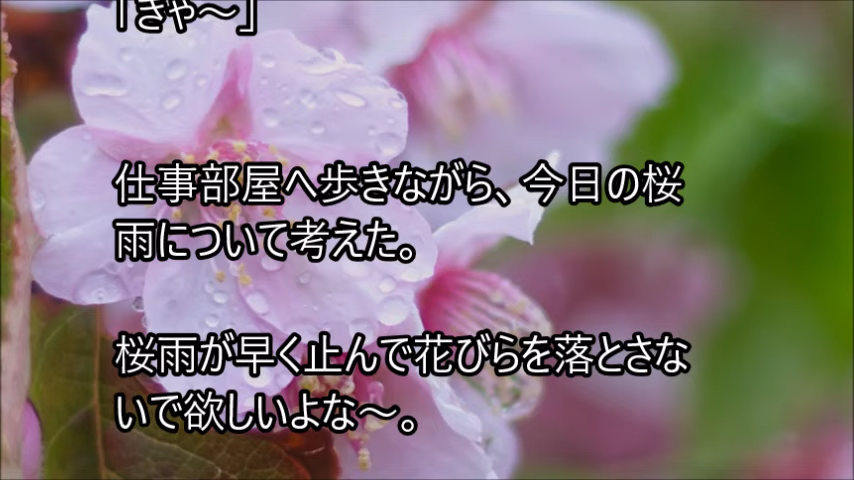 「きゃ～」
仕事部屋へ歩きながら、今日の桜
雨について考えた。
桜雨が早く止んで花びらを落とさな
いで欲しいよな～。